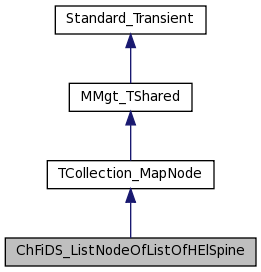 Standard_Transient
MMgt_TShared
TCollection_MapNode
ChFiDS_ListNodeOfListOfHElSpine